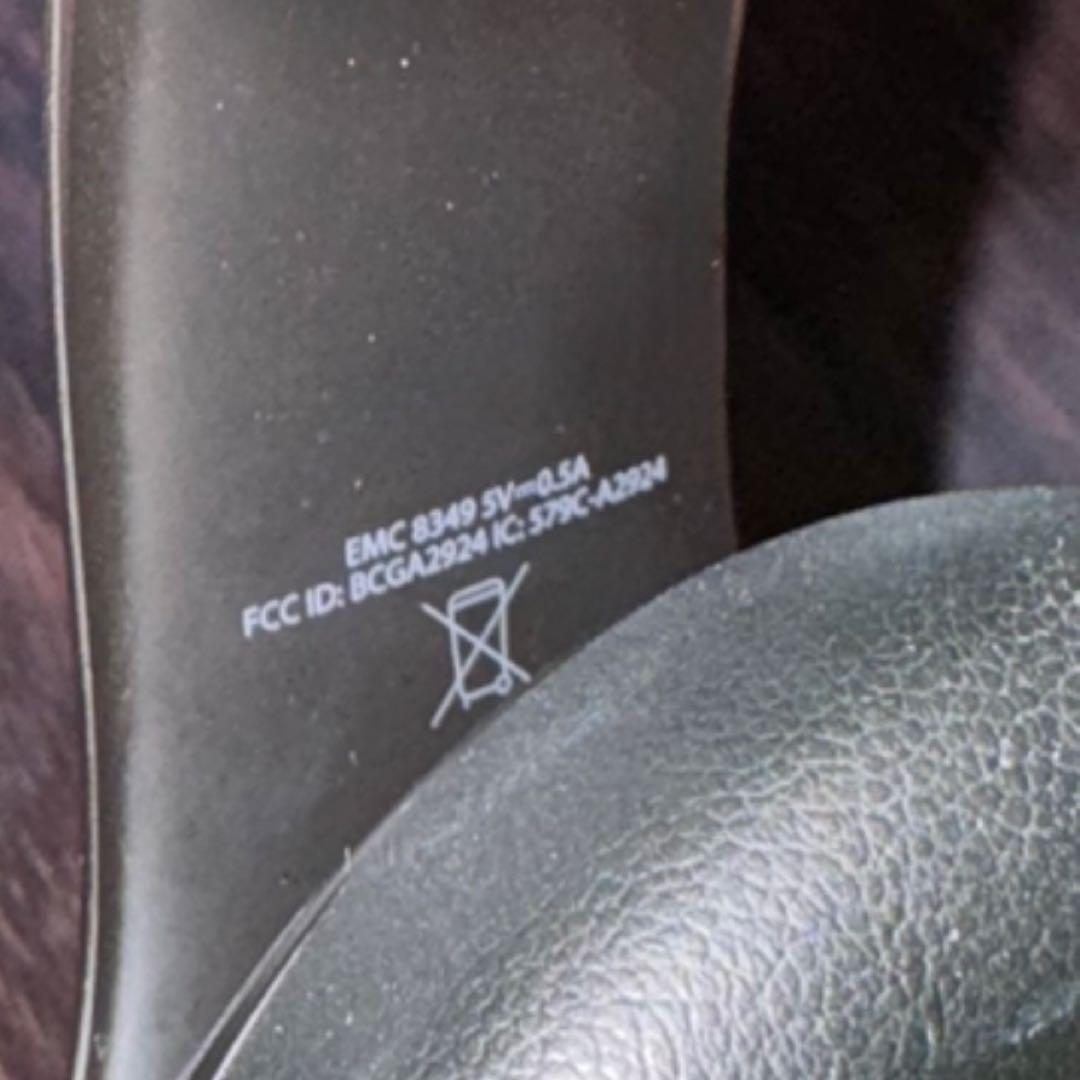 EMC 8349 5V⎓0.5A
FCC ID: BCGA2924 IC: 579C-A2924